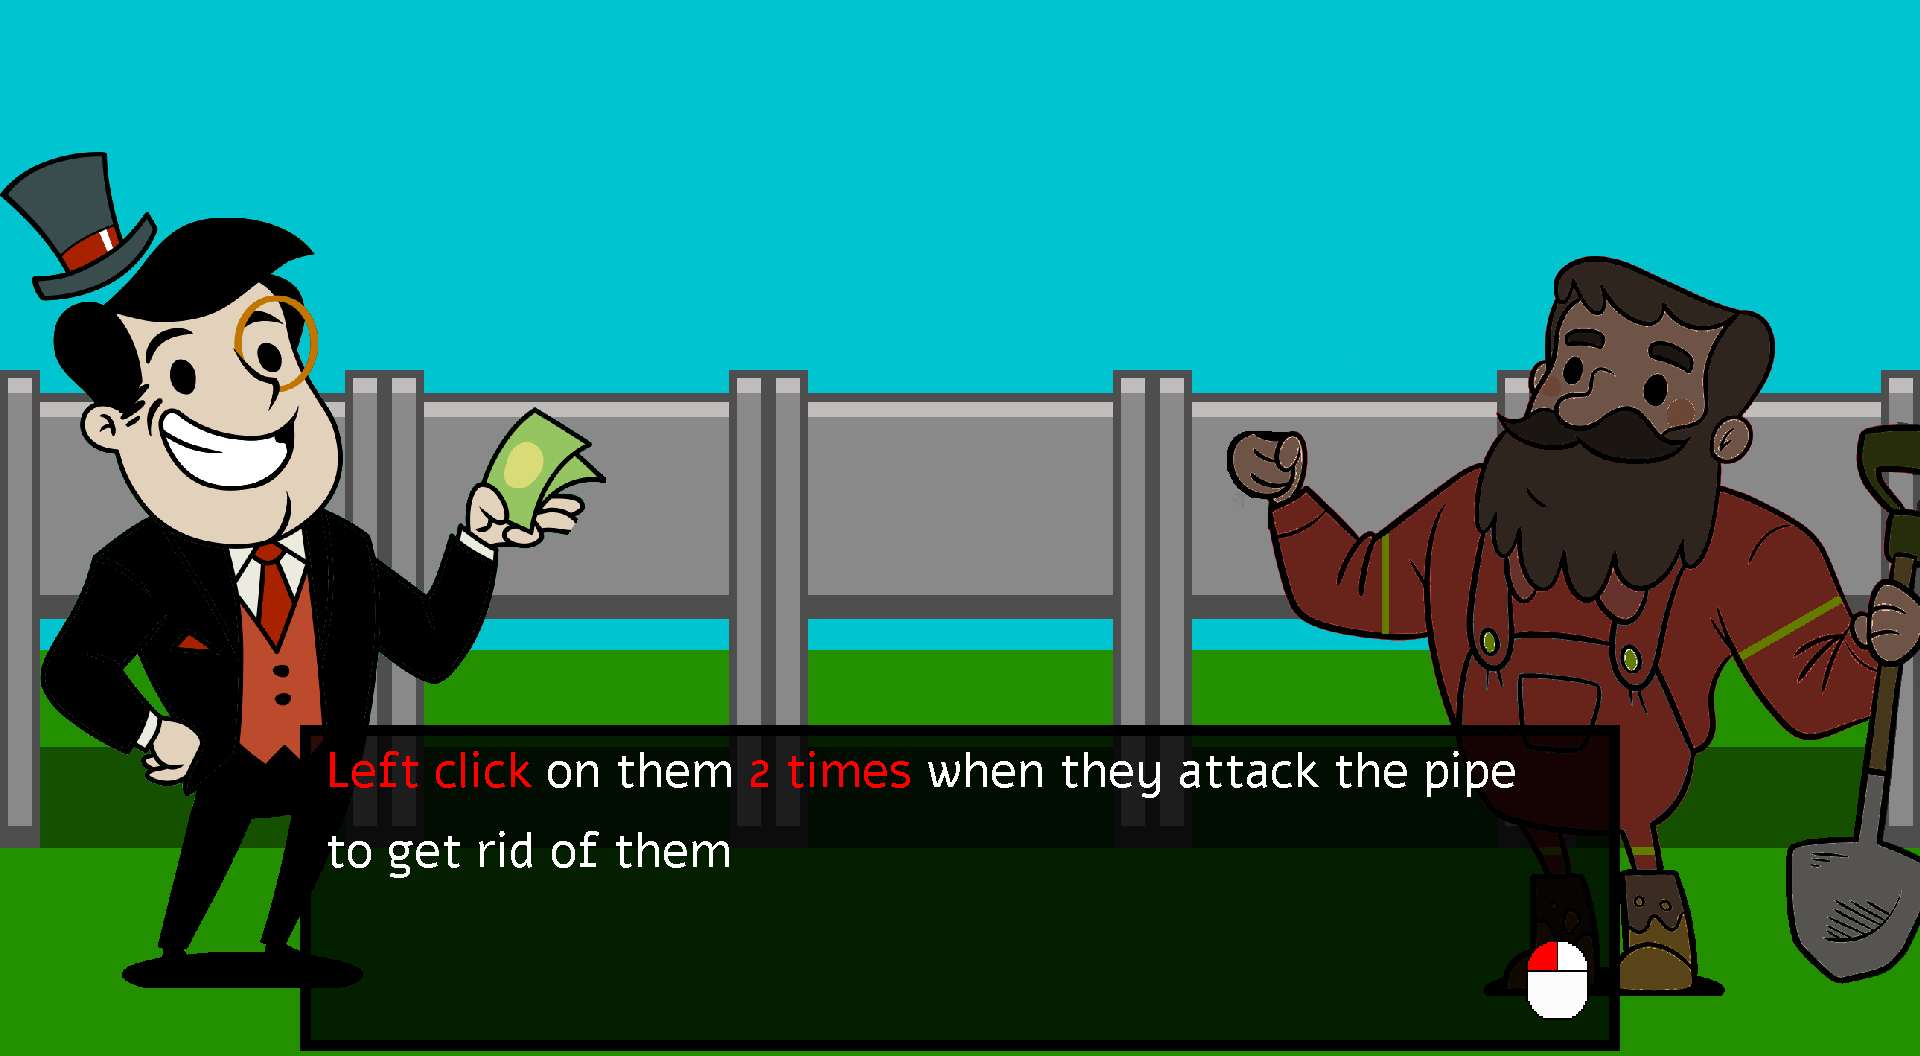 Left click on them 2 times when they attack the pipe
to get rid of them